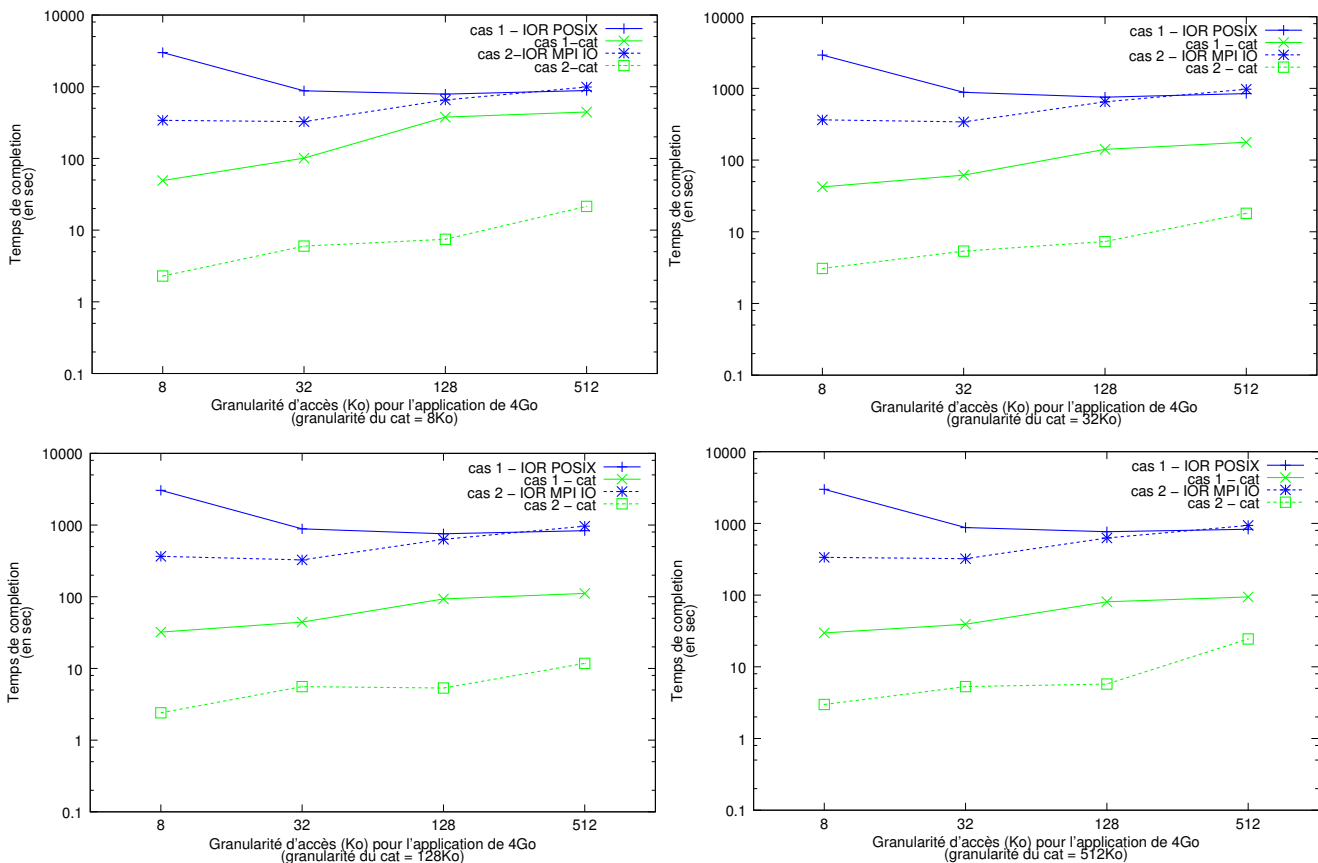 10000
1000
100
10
1
0.1
Temps de completion
(en sec)
cas 1 − IOR POSIX
cas 1−cat
cas 2−IOR MPI IO
cas 2−cat
8 32 128 512
Granularité d'accès (Ko) pour l'application de 4Go
(granularité du cat = 8Ko)
10000
1000
100
10
1
0.1
Temps de completion
(en sec)
cas 1 − IOR POSIX
cas 1 − cat
cas 2 − IOR MPI IO
cas 2 − cat
8 32 128 512
Granularité d'accès (Ko) pour l'application de 4Go
(granularité du cat = 32Ko)
10000
1000
100
10
1
0.1
Temps de completion
(en sec)
cas 1 − IOR POSIX
cas 1 − cat
cas 2 − IOR MPI IO
cas 2 − cat
8 32 128 512
Granularité d'accès (Ko) pour l'application de 4Go
(granularité du cat = 128Ko)
10000
1000
100
10
1
0.1
Temps de completion
(en sec)
cas 1 − IOR POSIX
cas 1 − cat
cas 2 − IOR MPI IO
cas 2 − cat
8 32 128 512
Granularité d'accès (Ko) pour l'application de 4Go
(granularité du cat = 512Ko)